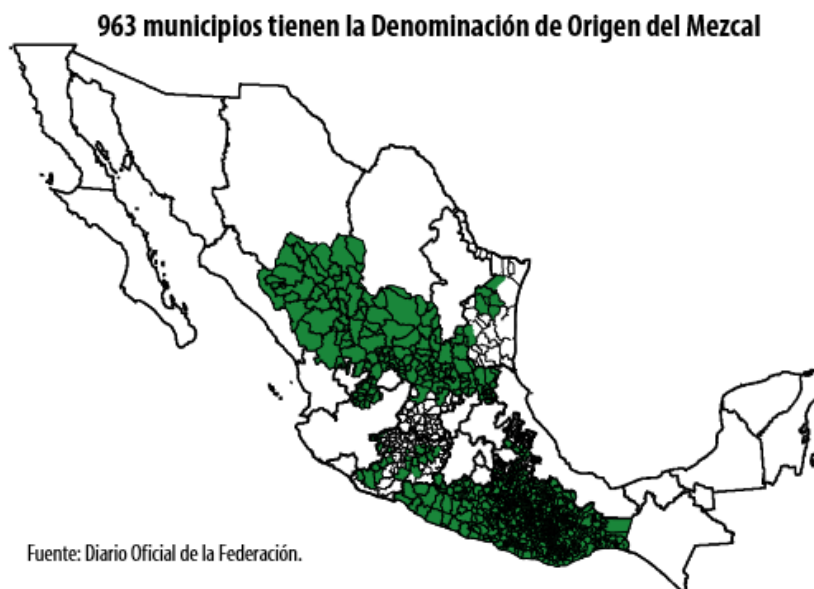 963 municipios tienen la Denominación de Origen del Mezcal
Fuente: Diario Oficial de la Federación.